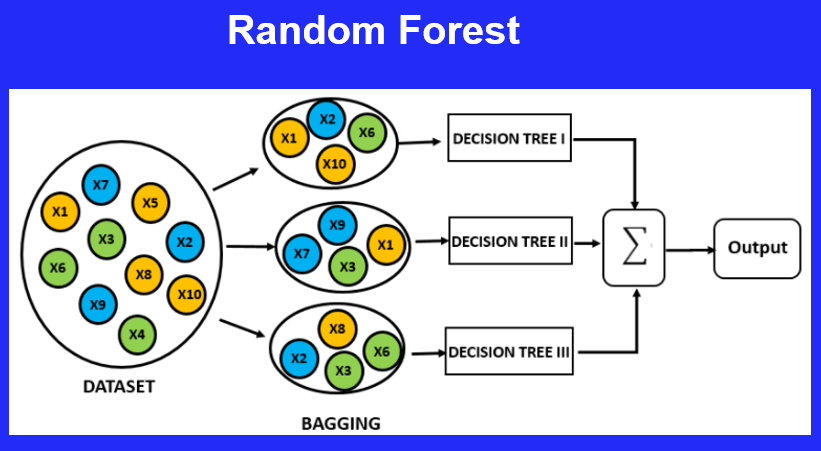 Random Forest
X7
X1
X5
X3
X2
X6
X8
X10
X9
X4
DATASET
X2
X1
X6
X10
X9
X1
X7
X3
X8
X6
X2
X3
BAGGING
DECISION TREE I
DECISION TREE II
DECISION TREE III
∑
Output